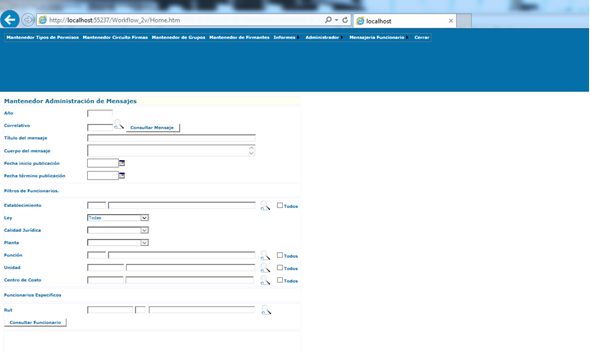 http://localhost:55237/Workflow_2v/Home.htm
localhost
Mantenedor Tipos de Permisos Mantener Circuito Firmas Mantenedor de Grupos Mantenedor de Firmantes Informes Administrador Mensajeria Funcionario Cerrar
Mantenedor Administración de Mensajes
Año
Correlativo Consultar Mensaje
Título del mensaje
Cuerpo del mensaje
Fecha inicio publicación
Fecha término publicación
Filtros de Funcionarios.
Establecimiento Todos
Ley Todas
Calidad Jurídica
Planta
Función Todos
Unidad Todos
Centro de Costo Todos
Funcionarios Específicos
Rut
Consultar Funcionario